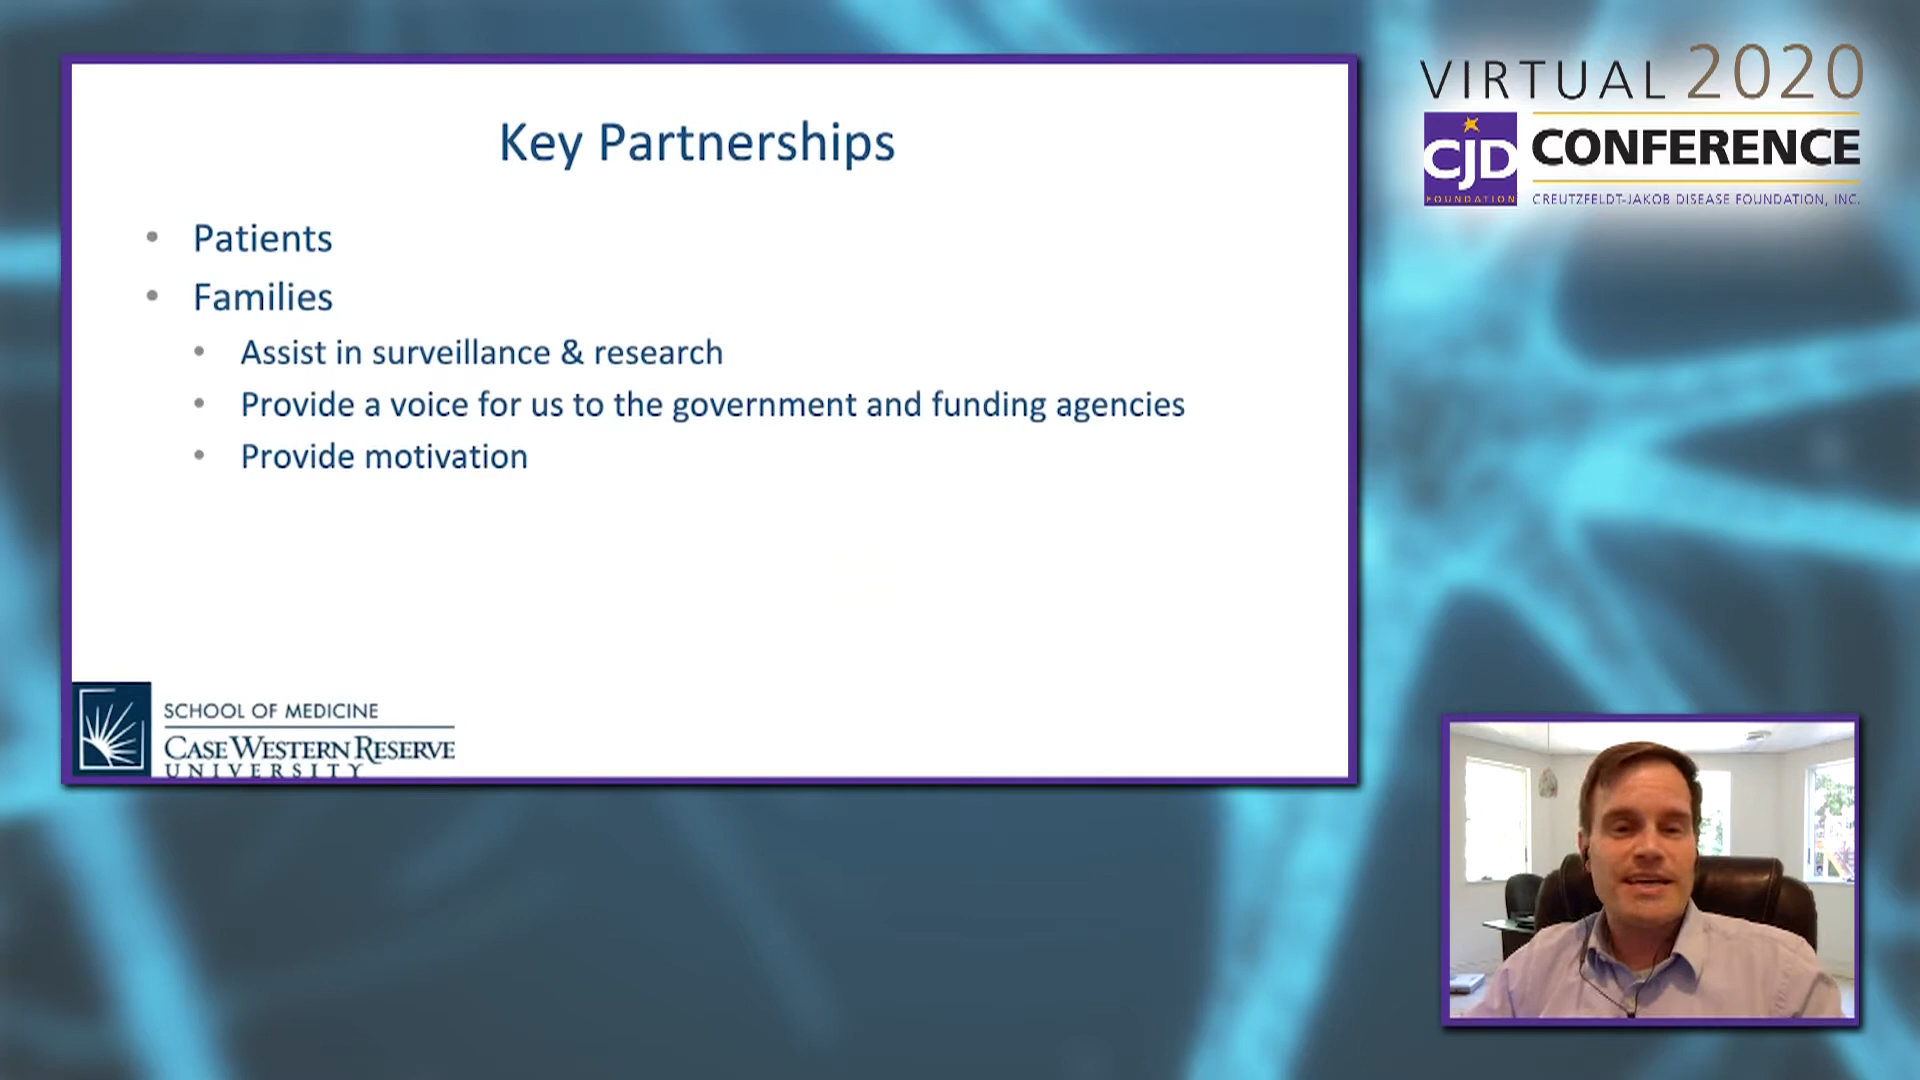 Key Partnerships
• Patients
• Families
• Assist in surveillance & research
• Provide a voice for us to the government and funding agencies
• Provide motivation
SCHOOL OF MEDICINE
CASE WESTERN RESERVE
UNIVERSITY
VIRTUAL 2020
CJD
FOUNDATION
CONFERENCE
CREUTZFELDT-JAKOB DISEASE FOUNDATION, INC.